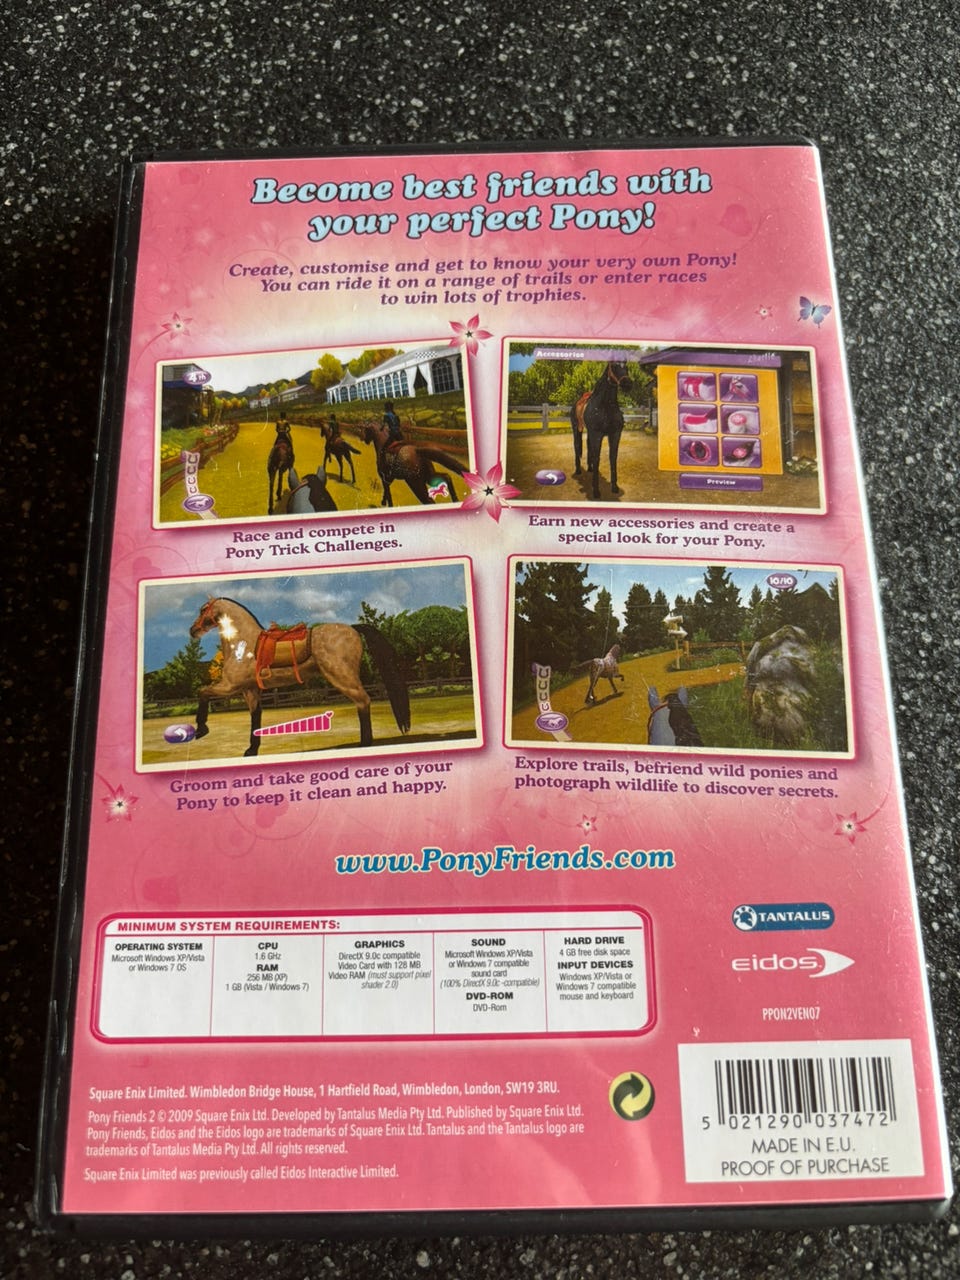 Become best friends with
your perfect Pony!
Create, customise and get to know your very own Pony!
You can ride it on a range of trails or enter races
to win lots of trophies.
4th
Accessories
Charlie
Preview
Race and compete in
Pony Trick Challenges.
Earn new accessories and create a
special look for your Pony.
10/10
Groom and take good care of your
Pony to keep it clean and happy.
Explore trails, befriend wild ponies and
photograph wildlife to discover secrets.
www.PonyFriends.com
MINIMUM SYSTEM REQUIREMENTS:
OPERATING SYSTEM
Microsoft Windows XP/Vista
or Windows 7 OS
CPU
1.6 GHz
RAM
256 MB (XP)
1 GB (Vista / Windows 7)
GRAPHICS
DirectX 9.0c compatible
Video Card with 128 MB
Video RAM (must support pixel
shader 2.0)
SOUND
Microsoft Windows XP/Vista
or Windows 7 compatible
sound card
(100% DirectX 9.0c -compatible)
DVD-ROM
DVD-Rom
HARD DRIVE
4 GB free disk space
INPUT DEVICES
Windows XP/Vista or
Windows 7 compatible
mouse and keyboard
TANTALUS
eidos
PPON2VEN07
Square Enix Limited. Wimbledon Bridge House, 1 Hartfield Road, Wimbledon, London, SW19 3RU.
Pony Friends 2 © 2009 Square Enix Ltd. Developed by Tantalus Media Pty Ltd. Published by Square Enix Ltd.
Pony Friends, Eidos and the Eidos logo are trademarks of Square Enix Ltd. Tantalus and the Tantalus logo are
trademarks of Tantalus Media Pty Ltd. All rights reserved.
Square Enix Limited was previously called Eidos Interactive Limited.
5 021290 037472
MADE IN E.U.
PROOF OF PURCHASE